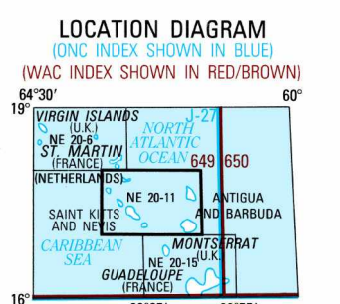 LOCATION DIAGRAM
(ONC INDEX SHOWN IN BLUE)
(WAC INDEX SHOWN IN RED/BROWN)
64°30' 60°
19°
VIRGIN ISLANDS J-27
(U.K.) NORTH
NE 20-6 ATLANTIC
ST. MARTIN OCEAN 649 650
(FRANCE)
(NETHERLANDS)
NE 20-11 ANTIGUA
SAINT KITTS AND BARBUDA
AND NEVIS
CARIBBEAN MONTSERRAT
SEA NE 20-15 (U.K.)
GUADELOUPE
(FRANCE)
16°